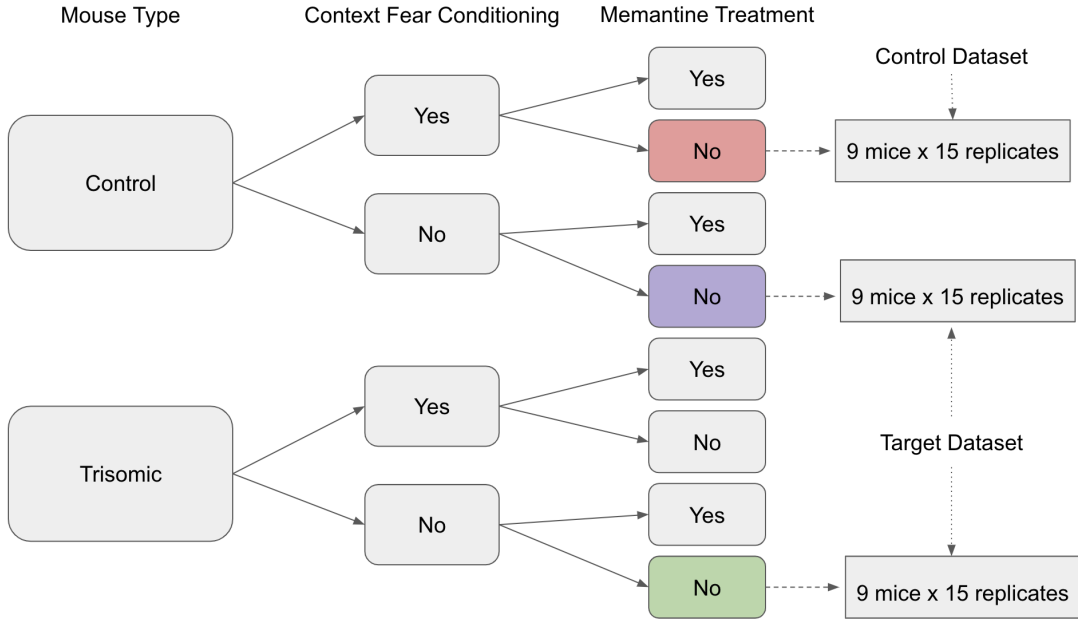 Mouse Type
Context Fear Conditioning
Memantine Treatment
Yes
Control Dataset
Yes
No
9 mice x 15 replicates
Control
No
Yes
No
9 mice x 15 replicates
Yes
Yes
No
Target Dataset
Trisomic
No
Yes
No
9 mice x 15 replicates